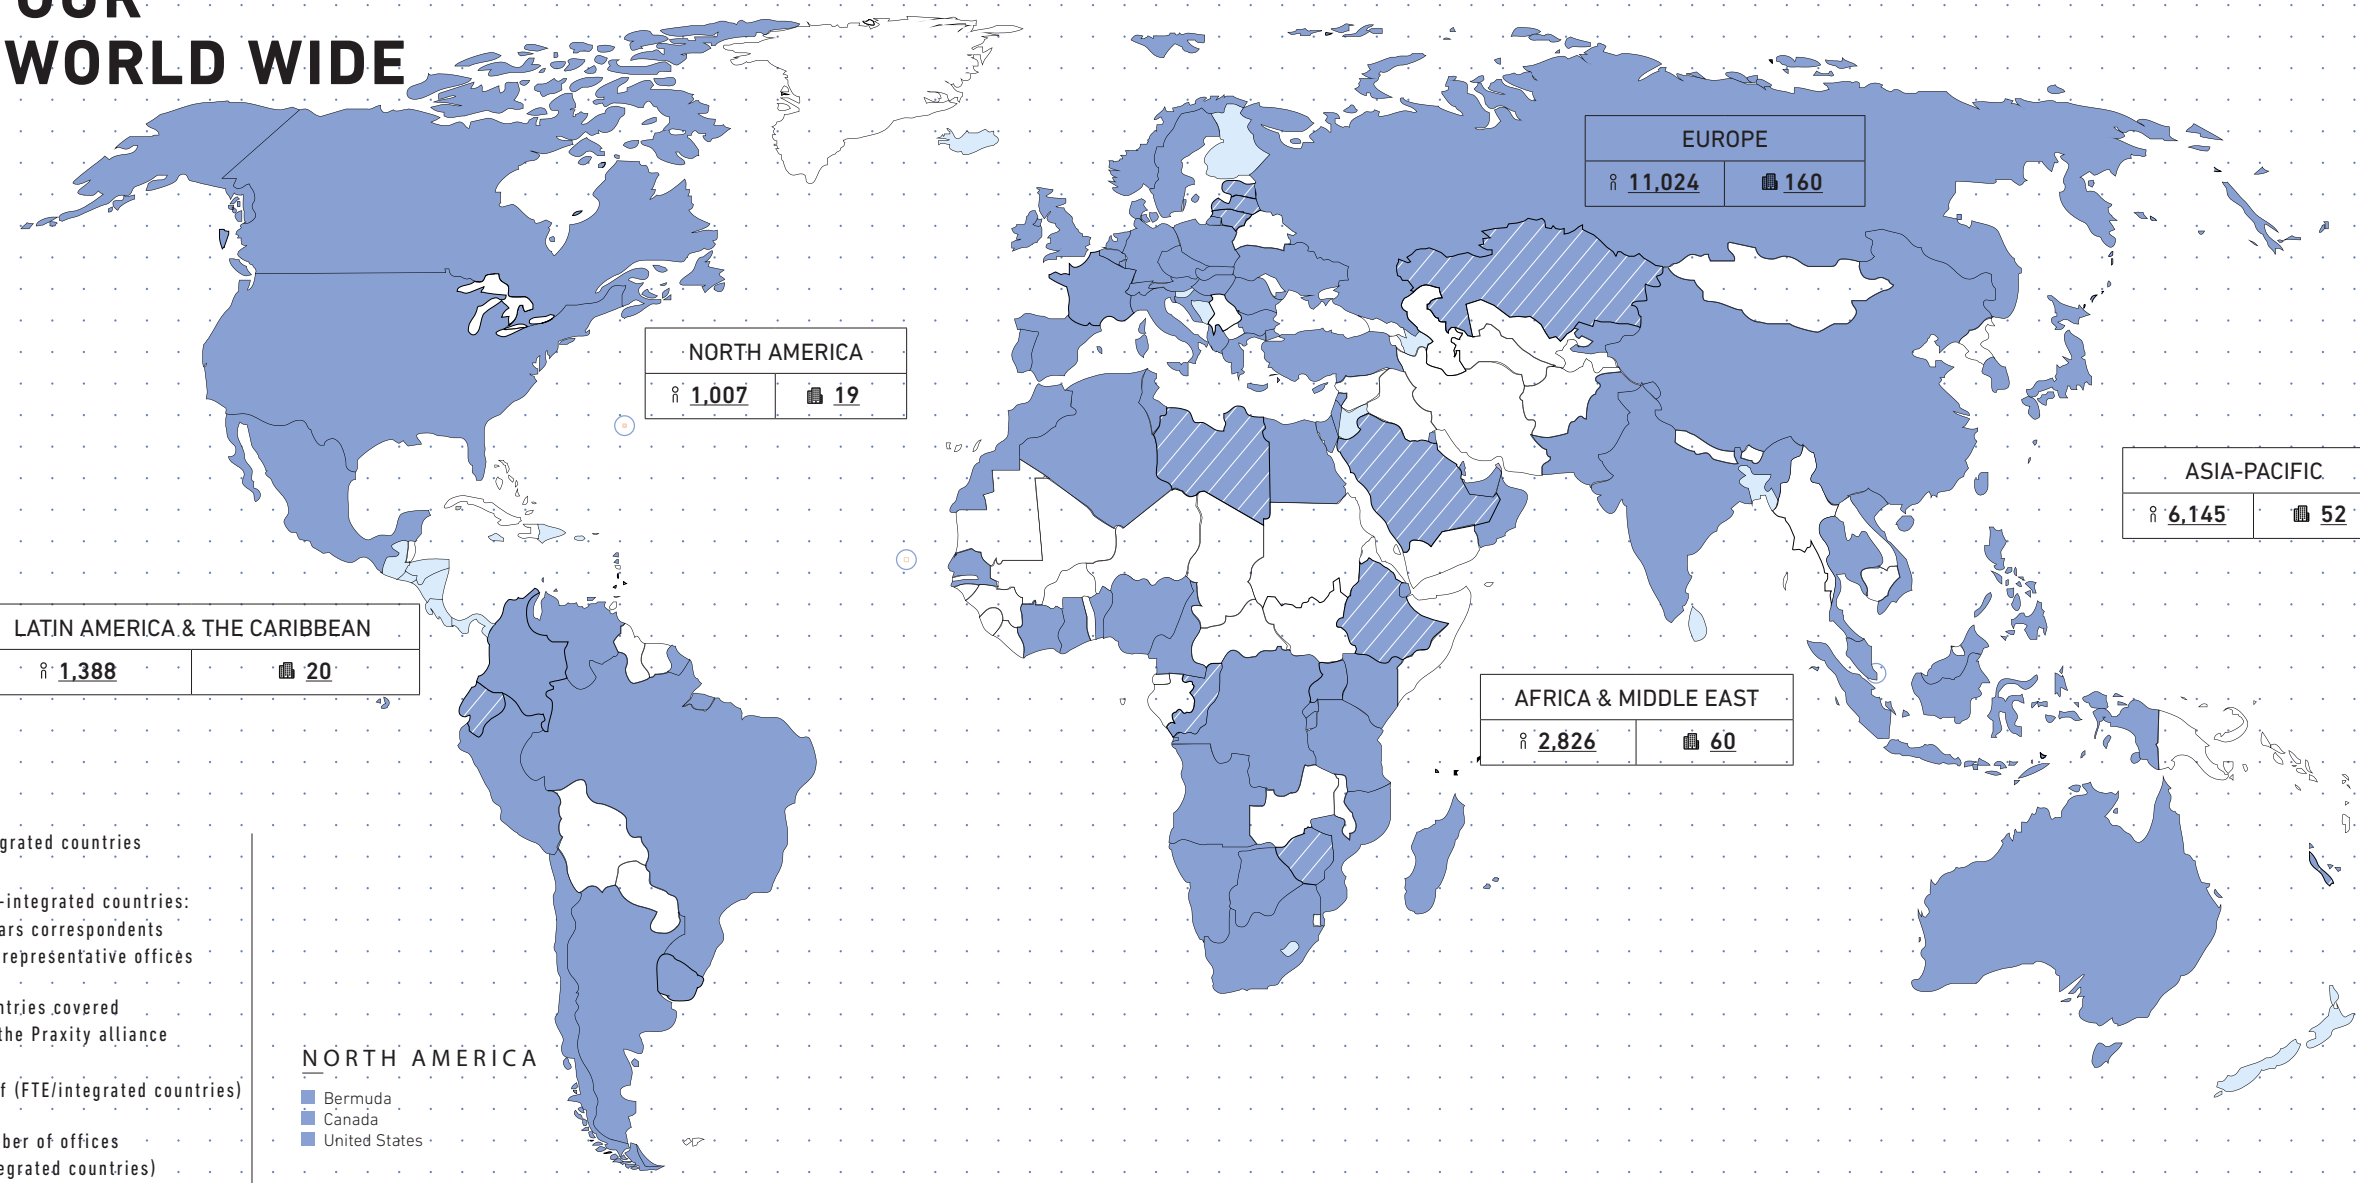 OUR
WORLD WIDE
EUROPE
11,024 160
NORTH AMERICA
1,007 19
ASIA-PACIFIC
6,145 52
LATIN AMERICA & THE CARIBBEAN
1,388 20
AFRICA & MIDDLE EAST
2,826 60
grated countries
-integrated countries:
ars correspondents
representative offices
ntries covered
the Praxity alliance
f (FTE/integrated countries)
ber of offices
egrated countries)
NORTH AMERICA
Bermuda
Canada
United States